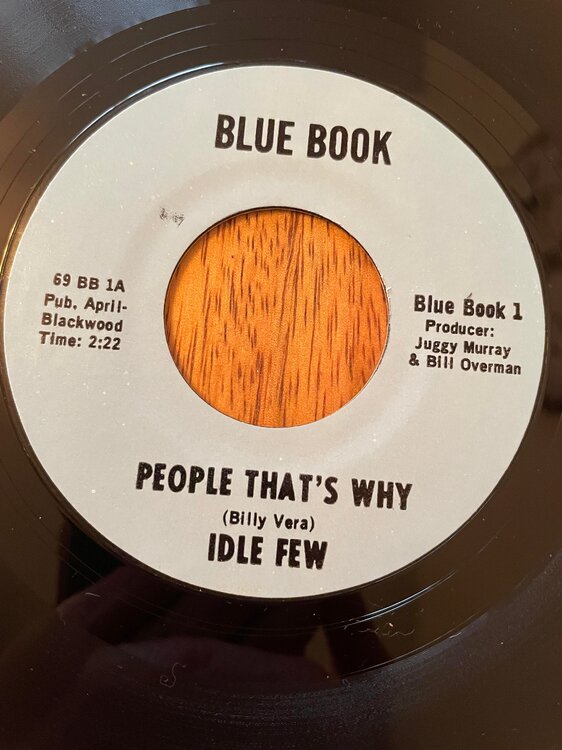 BLUE BOOK
69 BB 1A
Pub. April-
Blackwood
Time: 2:22
Blue Book 1
Producer:
Juggy Murray
& Bill Overman
PEOPLE THAT'S WHY
(Billy Vera)
IDLE FEW